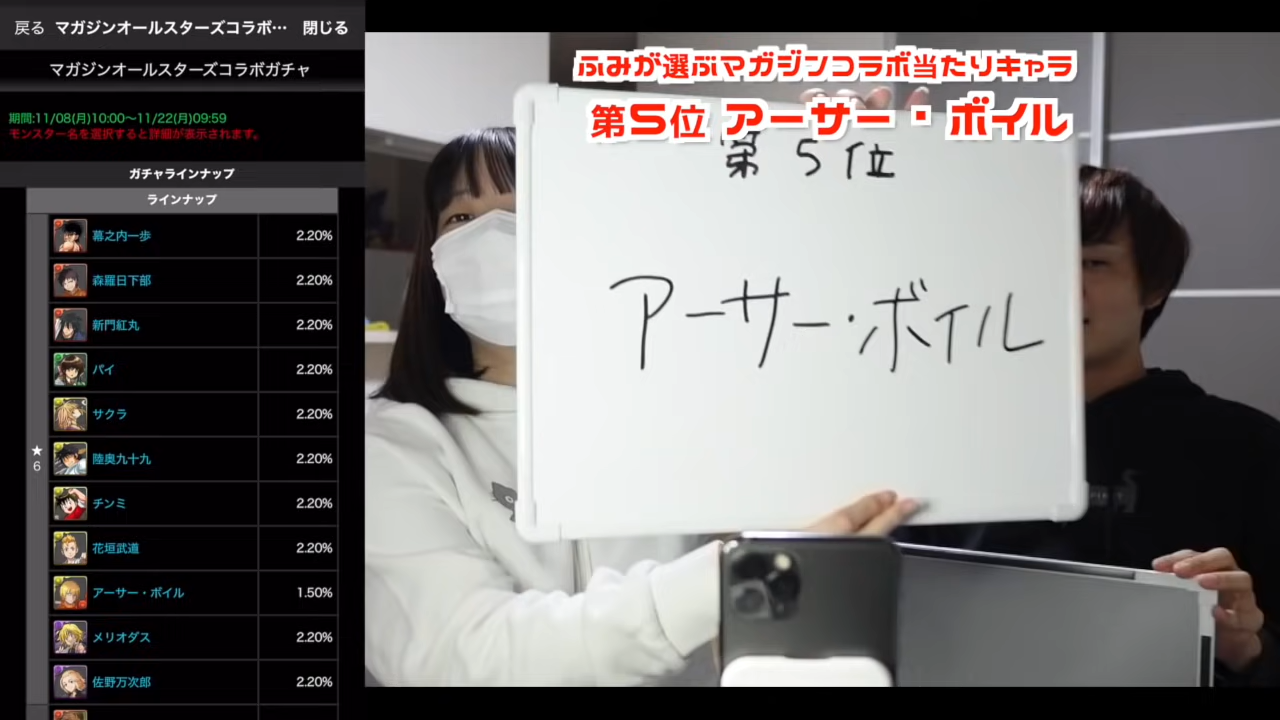 戻る マガジンオールスターズコラボ… 閉じる
マガジンオールスターズコラボガチャ
期間:11/08(月)10:00～11/22(月)09:59
モンスター名を選択すると詳細が表示されます。
ガチャラインナップ
ラインナップ
★6
幕之内一歩 2.20%
森羅日下部 2.20%
新門紅丸 2.20%
パイ 2.20%
サクラ 2.20%
陸奥九十九 2.20%
チンミ 2.20%
花垣武道 2.20%
アーサー・ボイル 1.50%
メリオダス 2.20%
佐野万次郎 2.20%
ふみが選ぶマガジンコラボ当たりキャラ
第5位 アーサー・ボイル
第5位
アーサー・ボイル